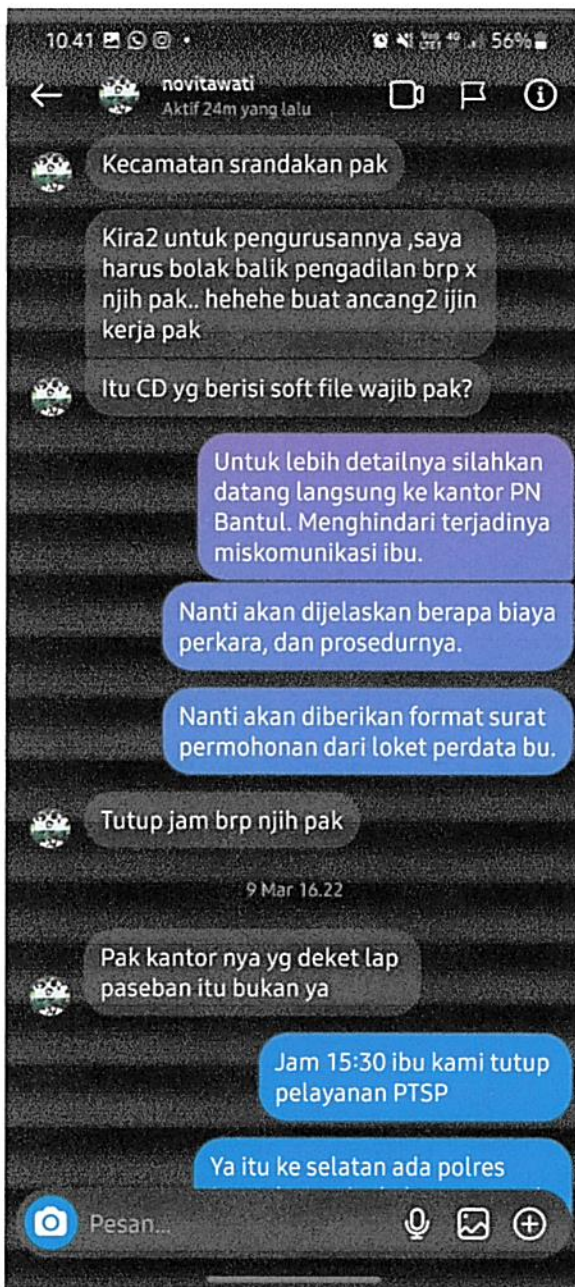 10.41
56%
novitawati
Aktif 24m yang lalu
Kecamatan srandakan pak
Kira2 untuk pengurusannya ,saya
harus bolak balik pengadilan brp x
njih pak.. hehehe buat ancang2 ijin
kerja pak
Itu CD yg berisi soft file wajib pak?
Untuk lebih detailnya silahkan
datang langsung ke kantor PN
Bantul. Menghindari terjadinya
miskomunikasi ibu.
Nanti akan dijelaskan berapa biaya
perkara, dan prosedurnya.
Nanti akan diberikan format surat
permohonan dari loket perdata bu.
Tutup jam brp njih pak
9 Mar 16.22
Pak kantor nya yg deket lap
paseban itu bukan ya
Jam 15:30 ibu kami tutup
pelayanan PTSP
Ya itu ke selatan ada polres
Pesan...